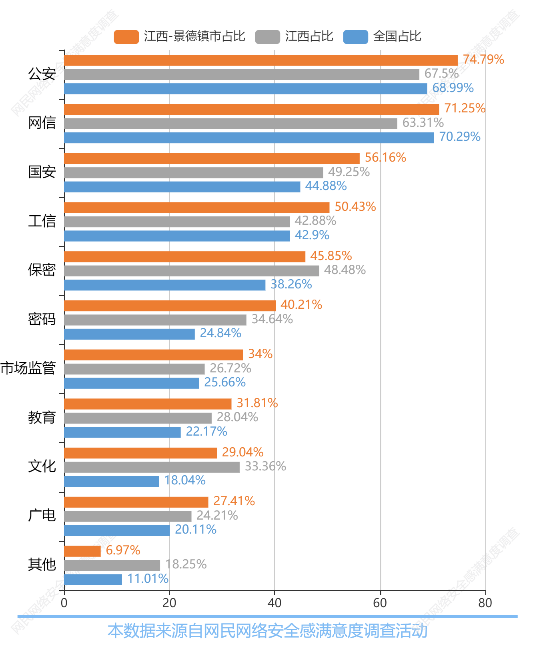 江西-景德镇市占比 江西占比 全国占比
公安 74.79% 67.5% 68.99%
网信 71.25% 63.31% 70.29%
国安 56.16% 49.25% 44.88%
工信 50.43% 42.88% 42.9%
保密 45.85% 48.48% 38.26%
密码 40.21% 34.64% 24.84%
市场监管 34% 26.72% 25.66%
教育 31.81% 28.04% 22.17%
文化 29.04% 33.36% 18.04%
广电 27.41% 24.21% 20.11%
其他 6.97% 18.25% 11.01%
0 20 40 60 80
本数据来源自网民网络安全感满意度调查活动